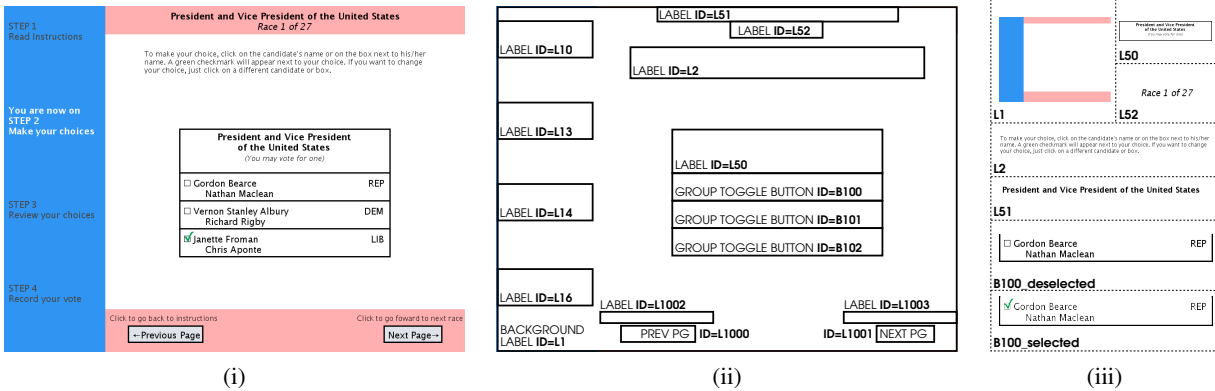 STEP 1
Read Instructions
You are now on
STEP 2
Make your choices
STEP 3
Review your choices
STEP 4
Record your vote
President and Vice President of the United States
Race 1 of 27
To make your choice, click on the candidate's name or on the box next to his/her
name. A green checkmark will appear next to your choice. If you want to change
your choice, just click on a different candidate or box.
President and Vice President
of the United States
(You may vote for one)
Gordon Bearce REP
Nathan Maclean
Vernon Stanley Albury DEM
Richard Rigby
Janette Froman LIB
Chris Aponte
Click to go back to instructions
Click to go foward to next race
←Previous Page
Next Page→
(i)
LABEL ID=L51
LABEL ID=L52
LABEL ID=L10
LABEL ID=L2
LABEL ID=L13
LABEL ID=L50
GROUP TOGGLE BUTTON ID=B100
LABEL ID=L14
GROUP TOGGLE BUTTON ID=B101
GROUP TOGGLE BUTTON ID=B102
LABEL ID=L16
LABEL ID=L1002
LABEL ID=L1003
BACKGROUND
LABEL ID=L1
PREV PG ID=L1000
ID=L1001 NEXT PG
(ii)
L1
President and Vice President
of the United States
(You may vote for one)
L50
Race 1 of 27
L52
To make your choice, click on the candidate's name or on the box next to his/her
name. A green checkmark will appear next to your choice. If you want to change
your choice, just click on a different candidate or box.
L2
President and Vice President of the United States
L51
Gordon Bearce REP
Nathan Maclean
B100_deselected
Gordon Bearce REP
Nathan Maclean
B100_selected
(iii)